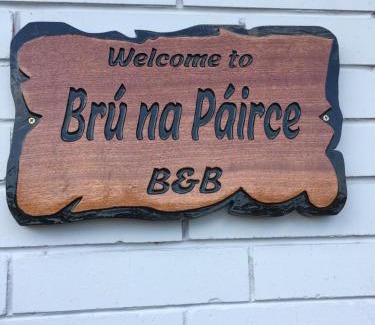 Welcome to
Brú na Páirce
B&B